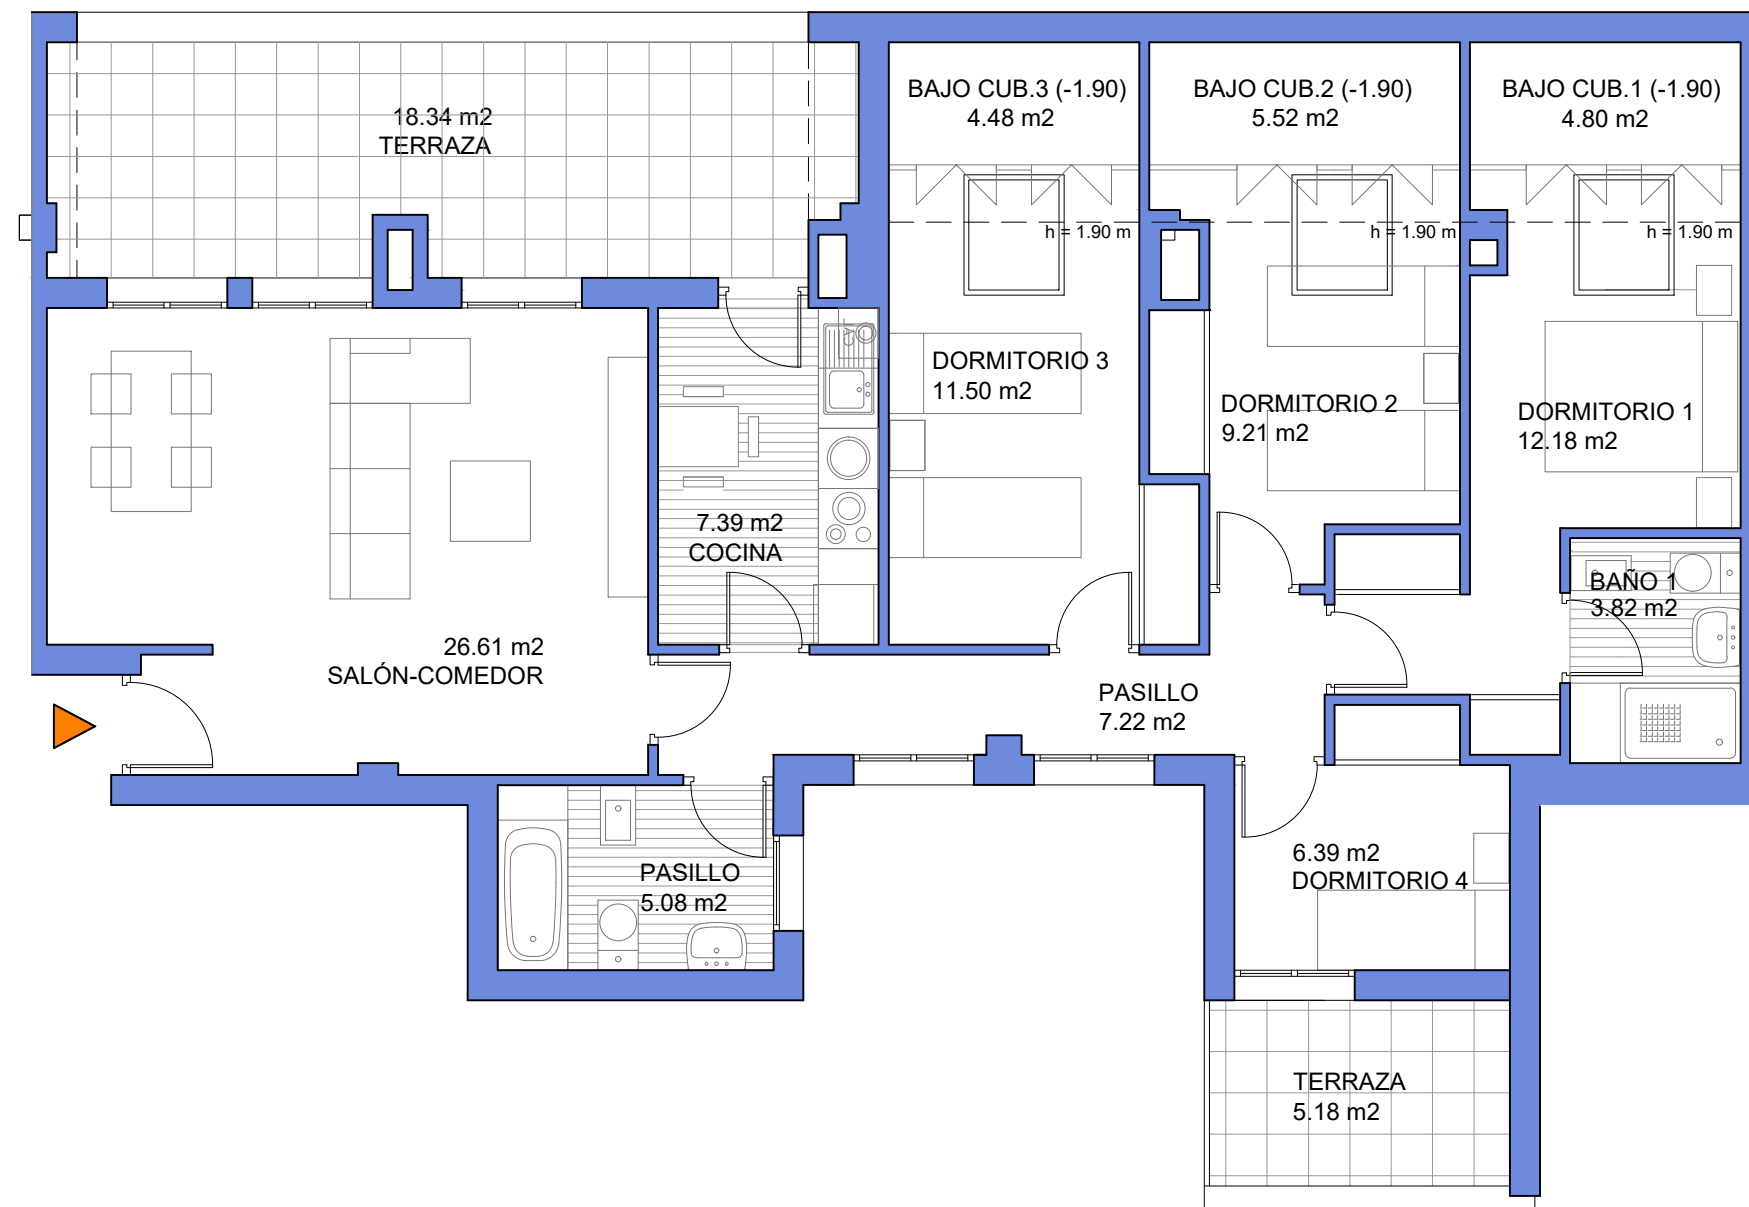 BAJO CUB.3 (-1.90)
4.48 m2
BAJO CUB.2 (-1.90)
5.52 m2
BAJO CUB.1 (-1.90)
4.80 m2
18.34 m2
TERRAZA
h = 1.90 m
h = 1.90 m
h = 1.90 m
DORMITORIO 3
11.50 m2
DORMITORIO 2
9.21 m2
DORMITORIO 1
12.18 m2
7.39 m2
COCINA
BAÑO 1
3.82 m2
26.61 m2
SALÓN-COMEDOR
PASILLO
7.22 m2
PASILLO
5.08 m2
6.39 m2
DORMITORIO 4
TERRAZA
5.18 m2